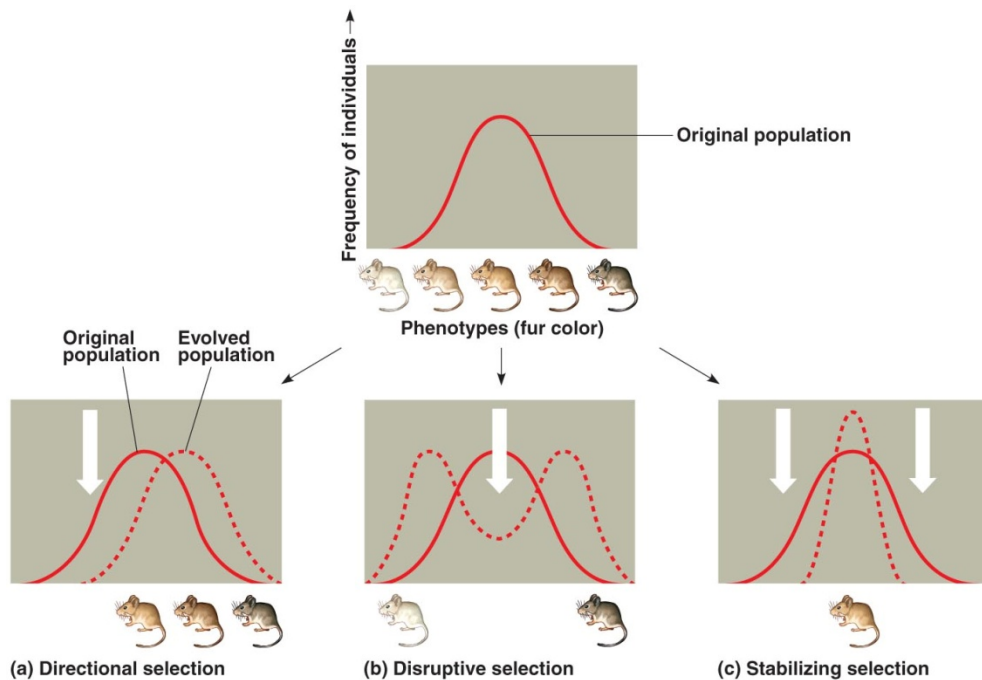 Frequency of individuals →
Original population
Phenotypes (fur color)
Original
population
Evolved
population
(a) Directional selection
(b) Disruptive selection
(c) Stabilizing selection